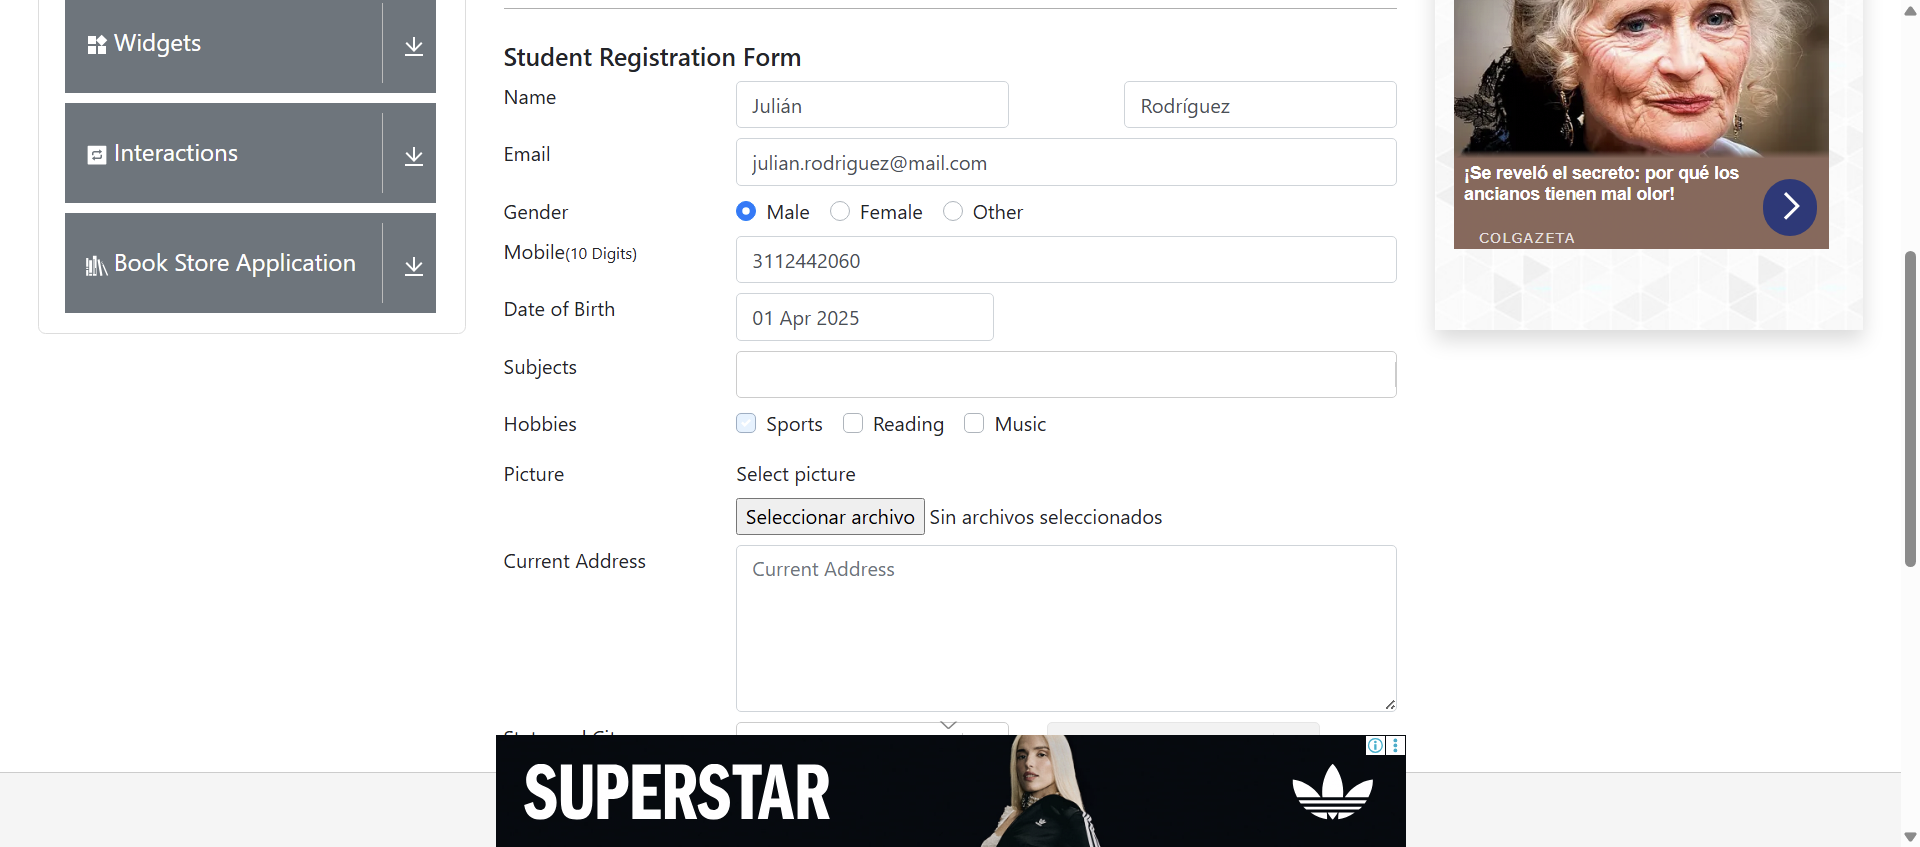 Widgets
Interactions
Book Store Application
Student Registration Form
Name
Julián
Rodríguez
Email
julian.rodriguez@mail.com
Gender
Male
Female
Other
Mobile(10 Digits)
3112442060
Date of Birth
01 Apr 2025
Subjects
Hobbies
Sports
Reading
Music
Picture
Select picture
Seleccionar archivo Sin archivos seleccionados
Current Address
Current Address
¡Se reveló el secreto: por qué los
ancianos tienen mal olor!
COLGAZETA
SUPERSTAR